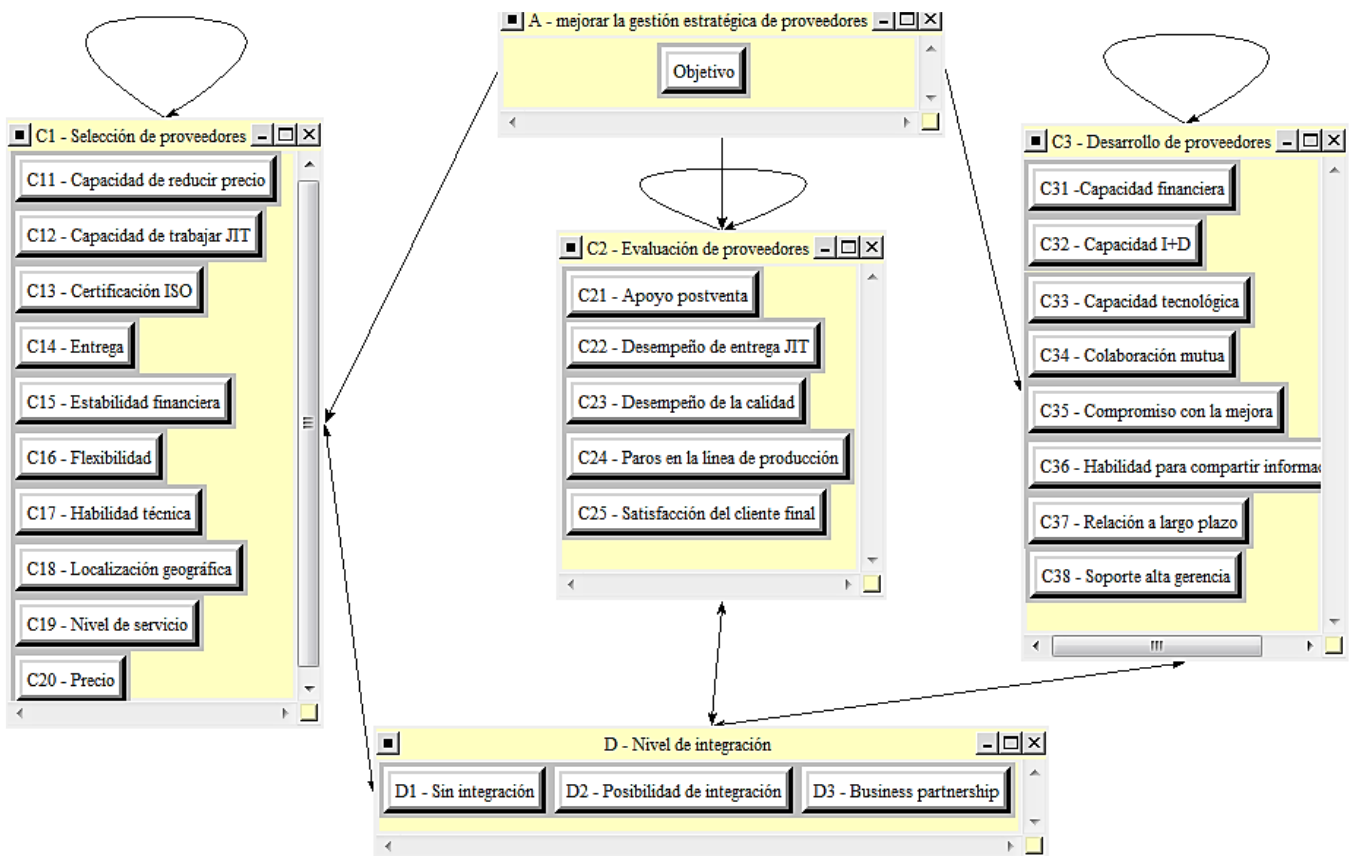 A - mejorar la gestión estratégica de proveedores
Objetivo
C1 - Selección de proveedores
C11 - Capacidad de reducir precio
C12 - Capacidad de trabajar JIT
C13 - Certificación ISO
C14 - Entrega
C15 - Estabilidad financiera
C16 - Flexibilidad
C17 - Habilidad técnica
C18 - Localización geográfica
C19 - Nivel de servicio
C20 - Precio
C2 - Evaluación de proveedores
C21 - Apoyo postventa
C22 - Desempeño de entrega JIT
C23 - Desempeño de la calidad
C24 - Paros en la linea de producción
C25 - Satisfacción del cliente final
C3 - Desarrollo de proveedores
C31 -Capacidad financiera
C32 - Capacidad I+D
C33 - Capacidad tecnológica
C34 - Colaboración mutua
C35 - Compromiso con la mejora
C36 - Habilidad para compartir
C37 - Relación a largo plazo
C38 - Soporte alta gerencia
D - Nivel de integración
D1 - Sin integración
D2 - Posibilidad de integración
D3 - Business partnership